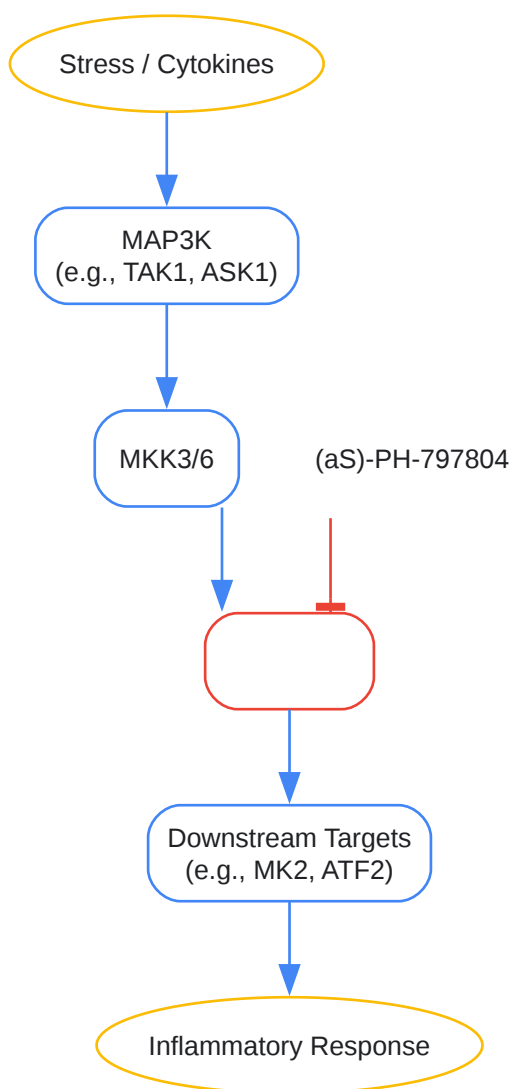 Stress / Cytokines
MAP3K
(e.g., TAK1, ASK1)
MKK3/6
(aS)-PH-797804
Downstream Targets
(e.g., MK2, ATF2)
Inflammatory Response